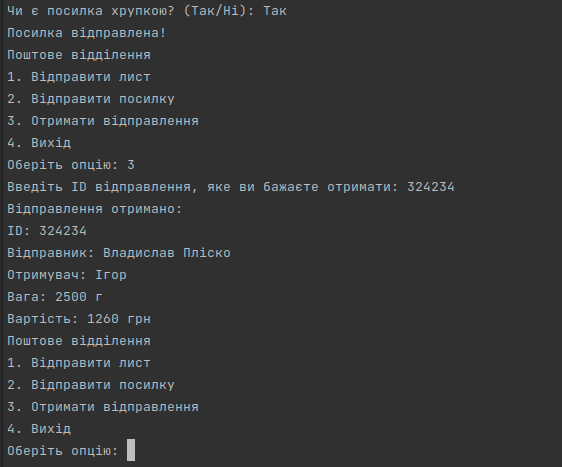 Чи є посилка хрупкою? (Так/Ні): Так
Посилка відправлена!
Поштове відділення
1. Відправити лист
2. Відправити посилку
3. Отримати відправлення
4. Вихід
Оберіть опцію: 3
Введіть ID відправлення, яке ви бажаєте отримати: 324234
Відправлення отримано:
ID: 324234
Відправник: Владислав Пліско
Отримувач: Ігор
Вага: 2500 г
Вартість: 1260 грн
Поштове відділення
1. Відправити лист
2. Відправити посилку
3. Отримати відправлення
4. Вихід
Оберіть опцію: